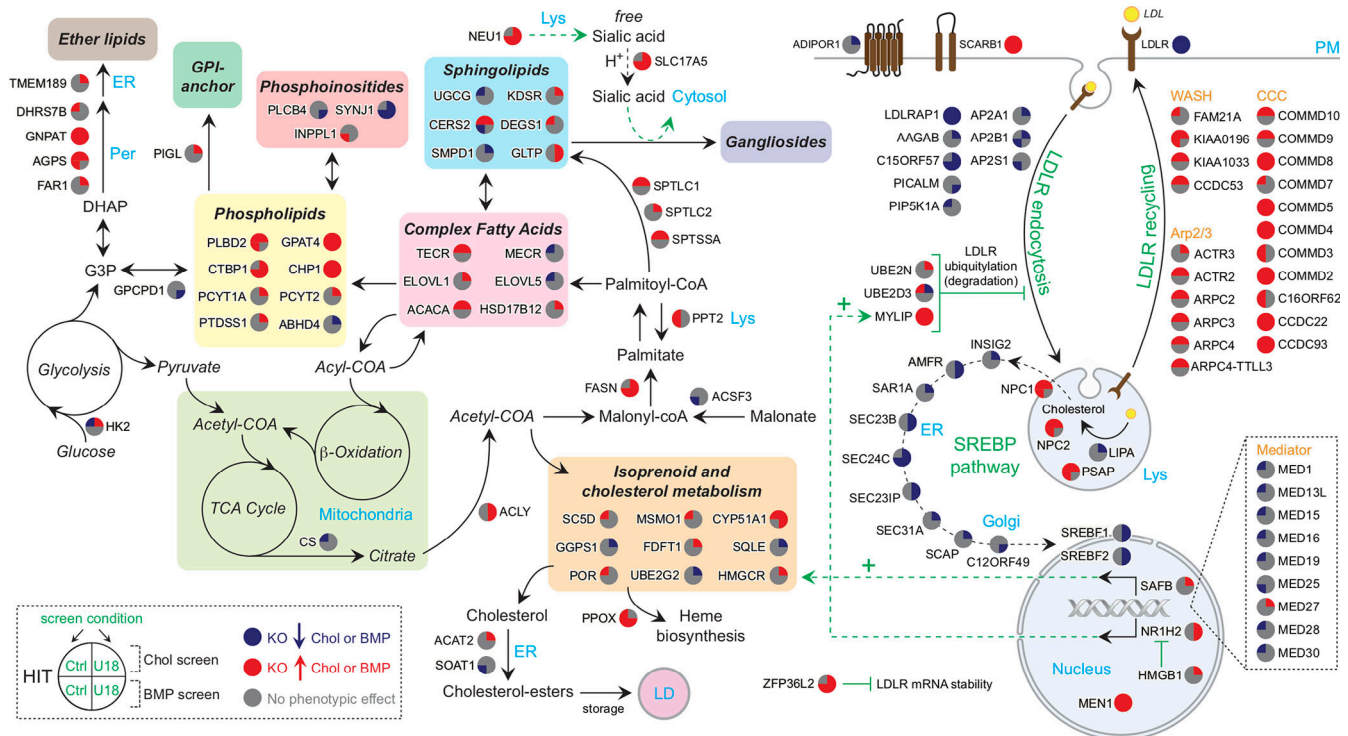 Ether lipids
TMEM189
ER
DHRS7B
GNPAT
AGPS
Per
FAR1
DHAP
G3P
GPCPD1
Glycolysis
HK2
Glucose
GPI-
anchor
PIGL
Phosphoinositides
PLCB4
SYNJ1
INPPL1
Phospholipids
PLBD2
GPAT4
CTBP1
CHP1
PCYT1A
PCYT2
PTDSS1
ABHD4
Pyruvate
Acetyl-COA
TCA Cycle
CS
Citrate
Mitochondria
β-Oxidation
Acyl-COA
NEU1
Lys
free
Sialic acid
H+
SLC17A5
Sialic acid
Cytosol
Sphingolipids
UGCG
KDSR
CERS2
DEGS1
SMPD1
GLTP
Gangliosides
SPTLC1
SPTLC2
SPTSSA
Complex Fatty Acids
TECR
MECR
ELOVL1
ELOVL5
ACACA
HSD17B12
Palmitoyl-CoA
PPT2
Lys
Palmitate
FASN
ACSF3
Acetyl-COA
Malonyl-coA
Malonate
ACLY
Isoprenoid and
cholesterol metabolism
SC5D
MSMO1
CYP51A1
GGPS1
FDFT1
SQLE
POR
UBE2G2
HMGCR
Cholesterol
PPOX
Heme
biosynthesis
ACAT2
SOAT1
ER
Cholesterol-esters
storage
LD
screen condition
HIT
Ctrl
U18
Ctrl
U18
Chol screen
BMP screen
KO
Chol or BMP
KO
Chol or BMP
No phenotypic effect
ADIPOR1
SCARB1
LDL
LDLR
PM
LDLRAP1
AP2A1
AAGAB
AP2B1
C15ORF57
AP2S1
PICALM
PIP5K1A
LDLR endocytosis
LDLR recycling
WASH
FAM21A
KIAA0196
KIAA1033
CCDC53
Arp2/3
ACTR3
ACTR2
ARPC2
ARPC3
ARPC4
ARPC4-TTLL3
CCC
COMMD10
COMMD9
COMMD8
COMMD7
COMMD5
COMMD4
COMMD3
COMMD2
C16ORF62
CCDC22
CCDC93
UBE2N
UBE2D3
MYLIP
LDLR
ubiquitylation
(degradation)
+
INSIG2
AMFR
SAR1A
SEC23B
ER
SEC24C
SEC23IP
SEC31A
Golgi
SCAP
C12ORF49
SREBP
pathway
NPC1
Cholesterol
NPC2
LIPA
PSAP
Lys
SREBF1
SREBF2
SAFB
NR1H2
HMGB1
MEN1
Nucleus
+
ZFP36L2
LDLR mRNA stability
Mediator
MED1
MED13L
MED15
MED16
MED19
MED25
MED27
MED28
MED30